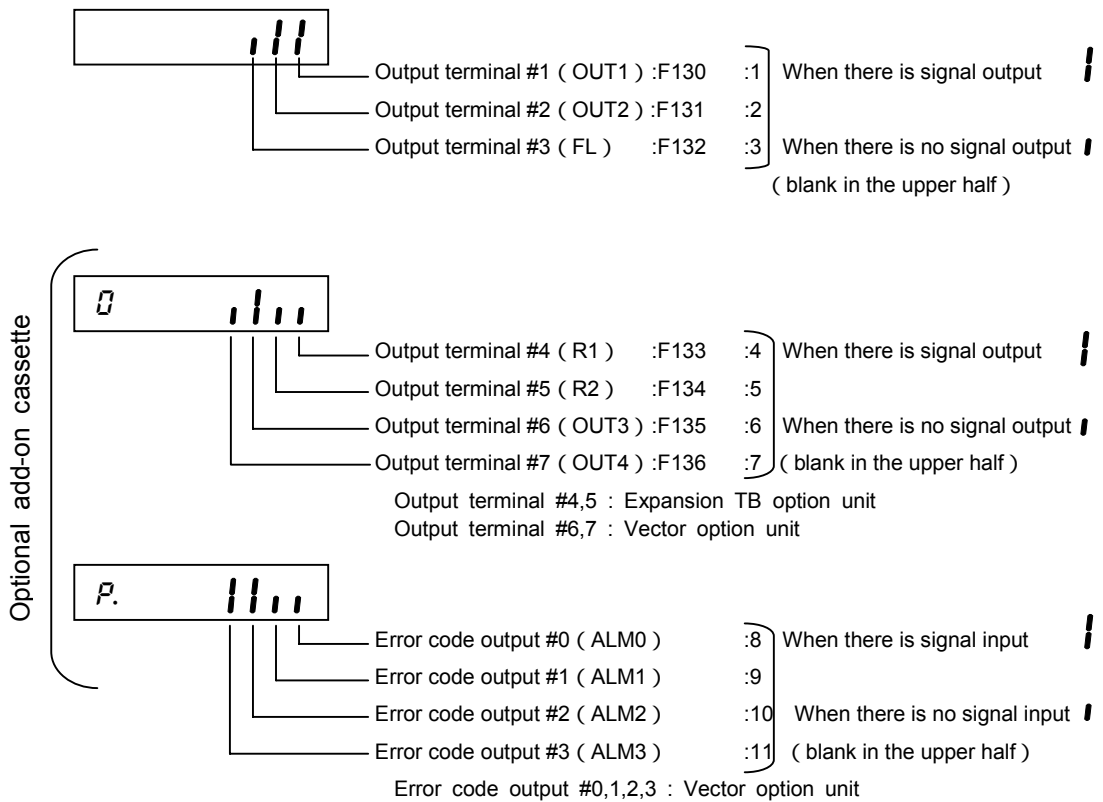 Output terminal #1 ( OUT1 ) :F130 :1 When there is signal output
Output terminal #2 ( OUT2 ) :F131 :2
Output terminal #3 ( FL ) :F132 :3 When there is no signal output
( blank in the upper half )
Optional add-on cassette
O
Output terminal #4 ( R1 ) :F133 :4 When there is signal output
Output terminal #5 ( R2 ) :F134 :5
Output terminal #6 ( OUT3 ) :F135 :6 When there is no signal output
Output terminal #7 ( OUT4 ) :F136 :7 ( blank in the upper half )
Output terminal #4,5 : Expansion TB option unit
Output terminal #6,7 : Vector option unit
P.
Error code output #0 ( ALM0 ) :8 When there is signal input
Error code output #1 ( ALM1 ) :9
Error code output #2 ( ALM2 ) :10 When there is no signal input
Error code output #3 ( ALM3 ) :11 ( blank in the upper half )
Error code output #0,1,2,3 : Vector option unit